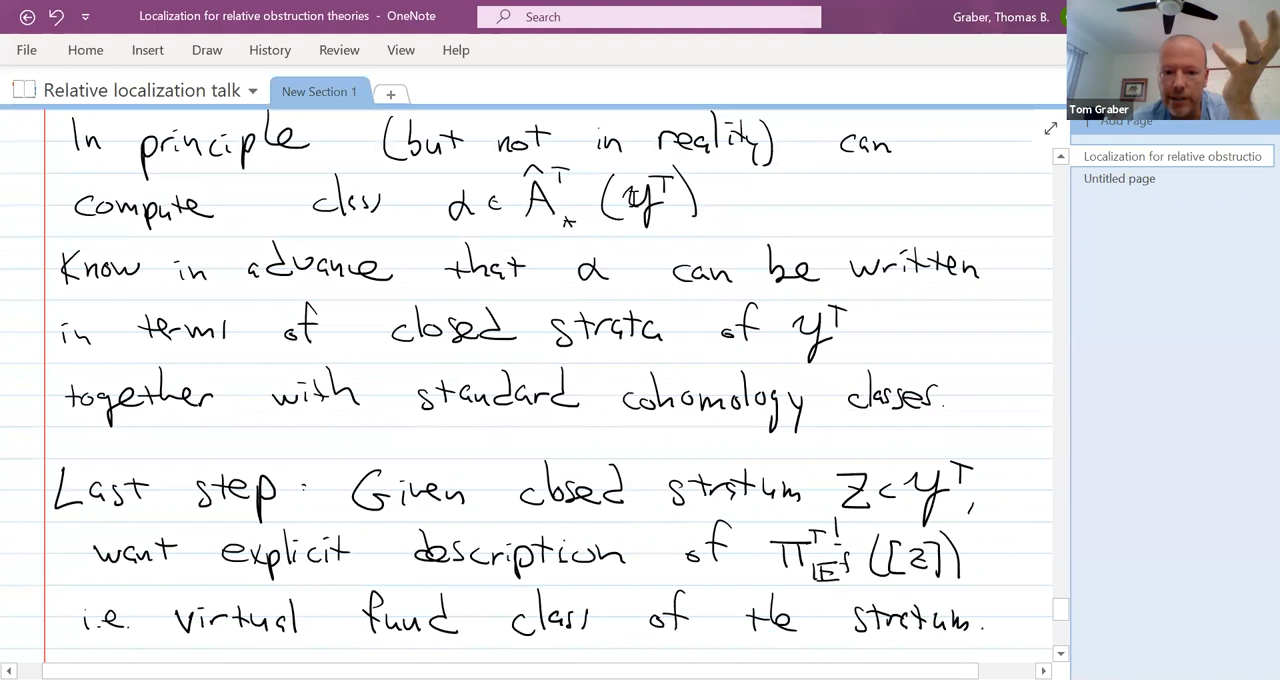 Localization for relative obstruction theories - OneNote
Search
Graber, Thomas B.
File Home Insert Draw History Review View Help
Relative localization talk
New Section 1
Tom Graber
Add Page
Localization for relative obstructio
Untitled page
In principle (but not in reality) can
compute class α ∈ Â_*^T (𝒴^T)
Know in advance that α can be written
in terms of closed strata of 𝒴^T
together with standard cohomology classes.
Last step: Given closed stratum Z ⊂ 𝒴^T,
want explicit description of π^{T!}_{𝔼^f} ([Z])
i.e. virtual fund class of the stratum.